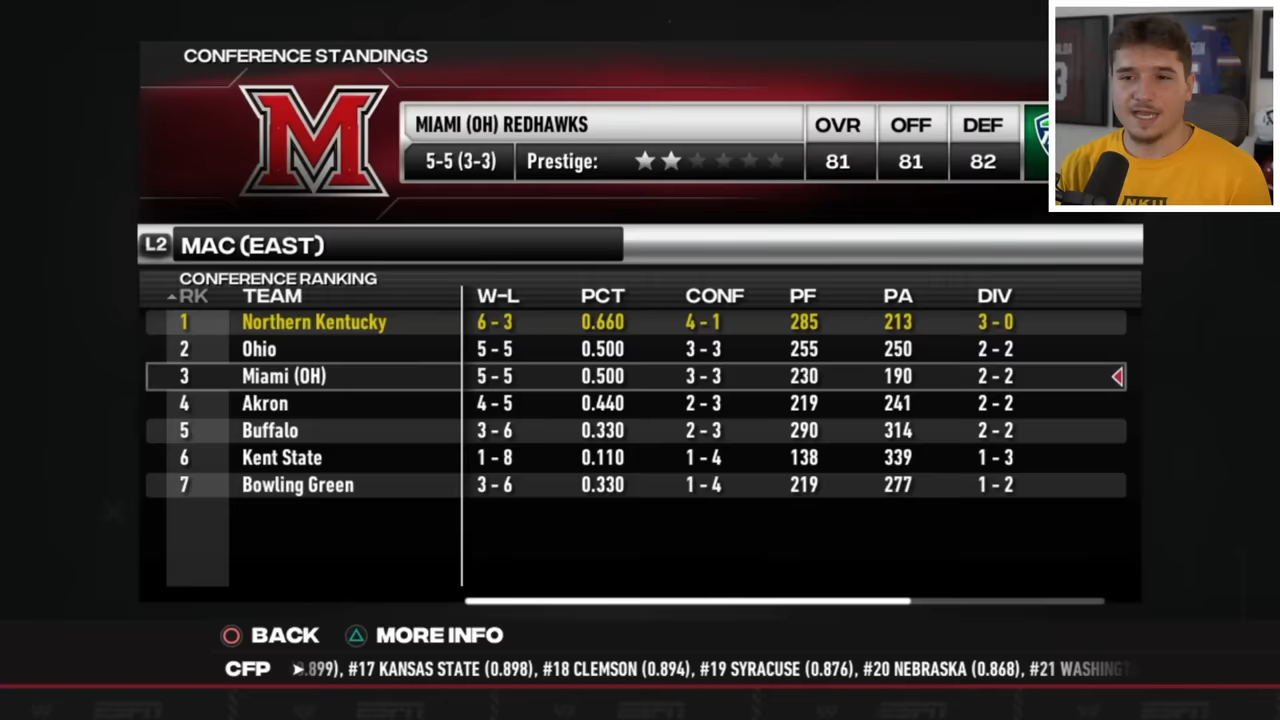 CONFERENCE STANDINGS
M
MIAMI (OH) REDHAWKS OVR OFF DEF
5-5 (3-3) Prestige: 81 81 82
NKU
L2 MAC (EAST)
CONFERENCE RANKING
RK TEAM W-L PCT CONF PF PA DIV
1 Northern Kentucky 6 - 3 0.660 4 - 1 285 213 3 - 0
2 Ohio 5 - 5 0.500 3 - 3 255 250 2 - 2
3 Miami (OH) 5 - 5 0.500 3 - 3 230 190 2 - 2
4 Akron 4 - 5 0.440 2 - 3 219 241 2 - 2
5 Buffalo 3 - 6 0.330 2 - 3 290 314 2 - 2
6 Kent State 1 - 8 0.110 1 - 4 138 339 1 - 3
7 Bowling Green 3 - 6 0.330 1 - 4 219 277 1 - 2
BACK MORE INFO
CFP 0.899), #17 KANSAS STATE (0.898), #18 CLEMSON (0.894), #19 SYRACUSE (0.876), #20 NEBRASKA (0.868), #21 WASHINGT